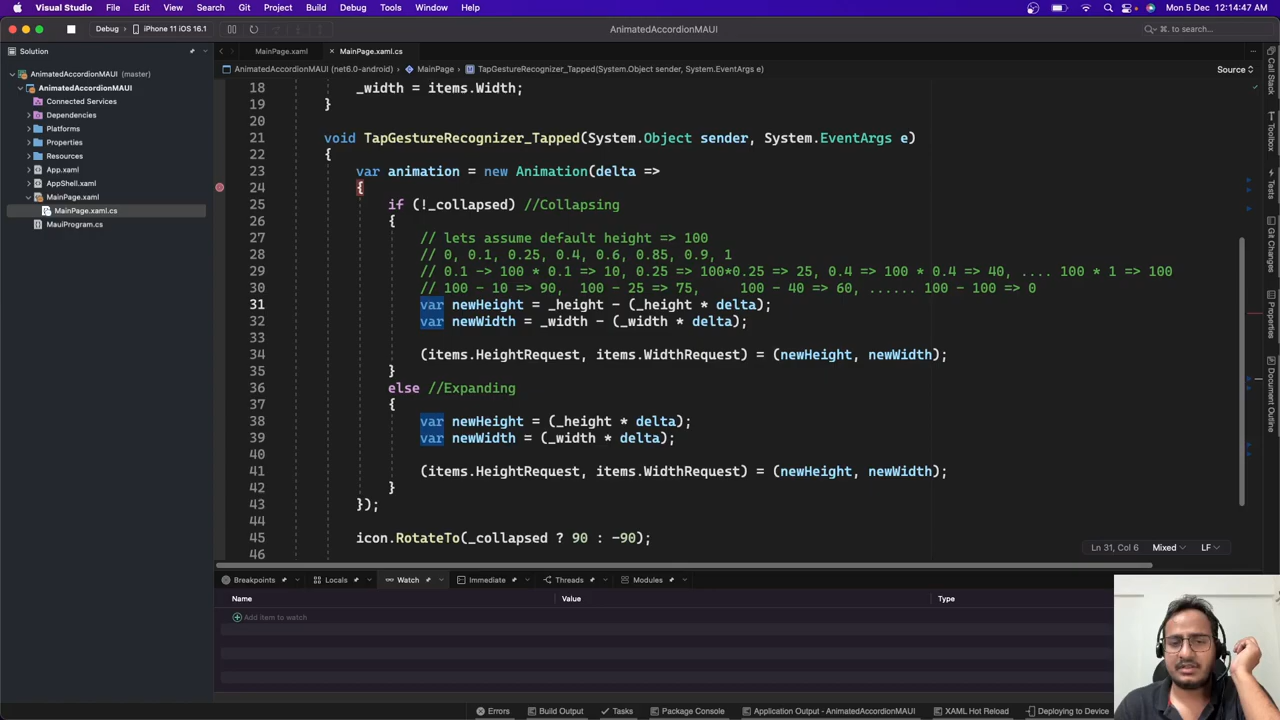 Visual Studio File Edit View Search Git Project Build Debug Tools Window Help Mon 5 Dec 12:14:47
Debug iPhone 11 iOS 16.1 AnimatedAccordionMAUI ⌘. to search...
Solution
MainPage.xaml × MainPage.xaml.cs
AnimatedAccordionMAUI (master)
AnimatedAccordionMAUI
Connected Services
Dependencies
Platforms
Properties
Resources
App.xaml
AppShell.xaml
MainPage.xaml
MainPage.xaml.cs
MauiProgram.cs
AnimatedAccordionMAUI (net6.0-android) MainPage TapGestureRecognizer_Tapped(System.Object sender, System.EventArgs e) Source
18 _width = items.Width;
19 }
20
21 void TapGestureRecognizer_Tapped(System.Object sender, System.EventArgs e)
22 {
23 var animation = new Animation(delta =>
24 {
25 if (!_collapsed) //Collapsing
26 {
27 // lets assume default height => 100
28 // 0, 0.1, 0.25, 0.4, 0.6, 0.85, 0.9, 1
29 // 0.1 -> 100 * 0.1 => 10, 0.25 => 100*0.25 => 25, 0.4 => 100 * 0.4 => 40, .... 100 * 1 => 100
30 // 100 - 10 => 90, 100 - 25 => 75, 100 - 40 => 60, ...... 100 - 100 => 0
31 var newHeight = _height - (_height * delta);
32 var newWidth = _width - (_width * delta);
33
34 (items.HeightRequest, items.WidthRequest) = (newHeight, newWidth);
35 }
36 else //Expanding
37 {
38 var newHeight = (_height * delta);
39 var newWidth = (_width * delta);
40
41 (items.HeightRequest, items.WidthRequest) = (newHeight, newWidth);
42 }
43 });
44
45 icon.RotateTo(_collapsed ? 90 : -90);
46
Ln 31, Col 6 Mixed LF
Call Stack
Toolbox
Tests
Git Changes
Properties
Document Outline
Breakpoints Locals Watch Immediate Threads Modules
Name Value Type
Add item to watch
Errors Build Output Tasks Package Console Application Output - AnimatedAccordionMAUI XAML Hot Reload Deploying to Device